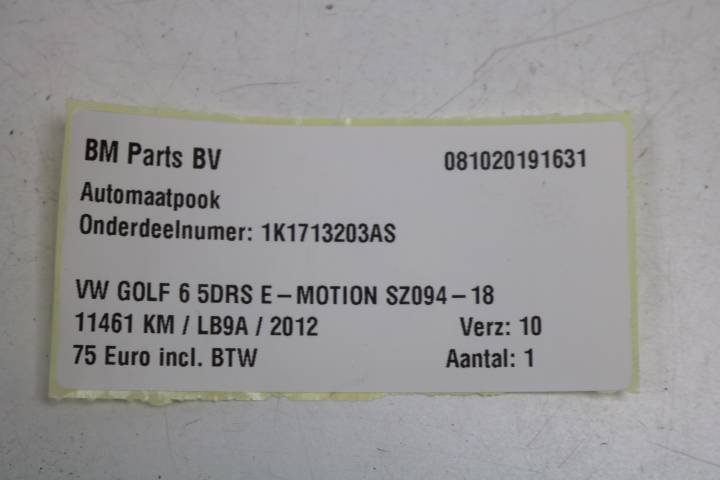 BM Parts BV 081020191631
Automaatpook
Onderdeelnumer: 1K1713203AS
VW GOLF 6 5DRS E-MOTION SZ094-18
11461 KM / LB9A / 2012 Verz: 10
75 Euro incl. BTW Aantal: 1